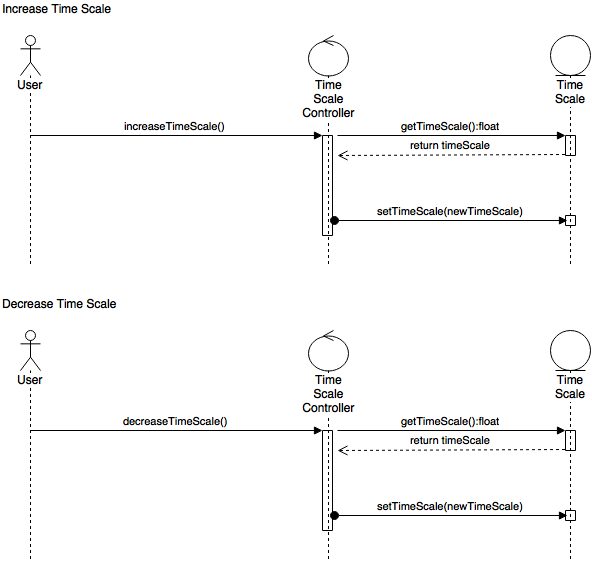 Increase Time Scale
User
Time
Scale
Controller
Time
Scale
increaseTimeScale()
getTimeScale():float
return timeScale
setTimeScale(newTimeScale)
Decrease Time Scale
User
Time
Scale
Controller
Time
Scale
decreaseTimeScale()
getTimeScale():float
return timeScale
setTimeScale(newTimeScale)